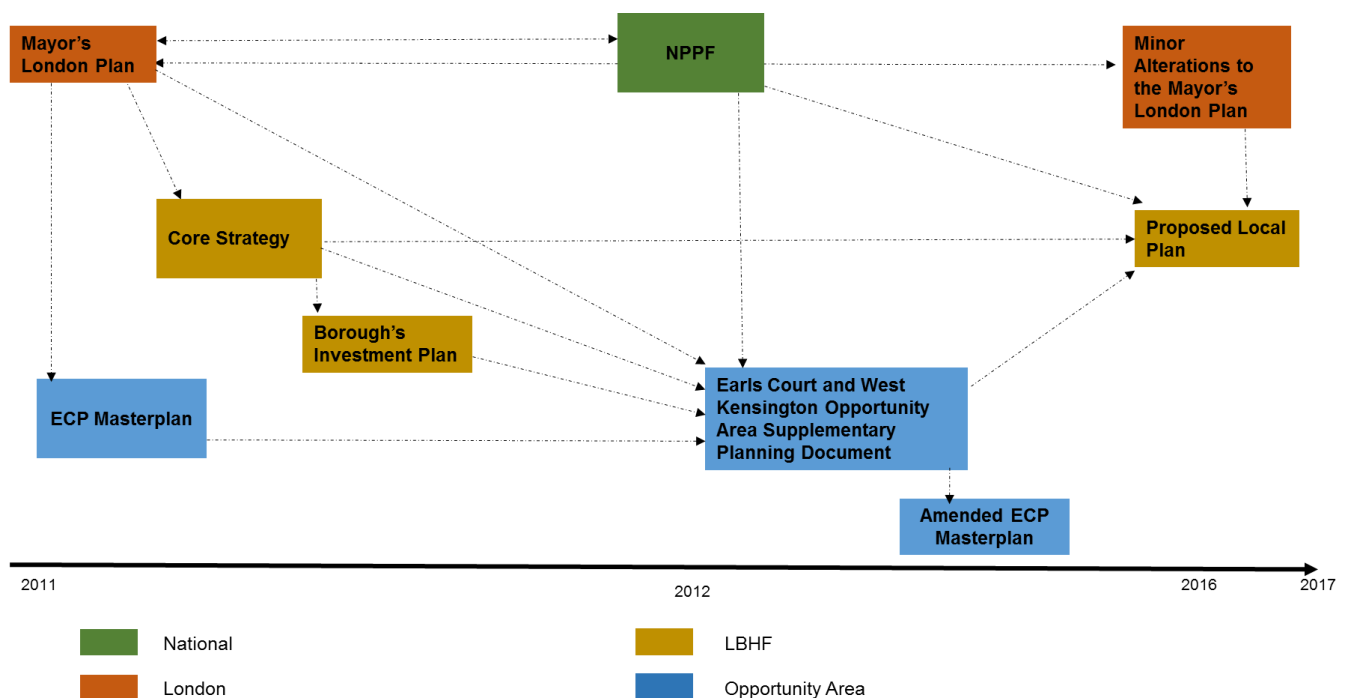 Mayor's
London Plan
NPPF
Minor
Alterations to
the Mayor's
London Plan
Core Strategy
Proposed Local
Plan
Borough's
Investment Plan
ECP Masterplan
Earls Court and West
Kensington Opportunity
Area Supplementary
Planning Document
Amended ECP
Masterplan
2011
2012
2016
2017
National
LBHF
London
Opportunity Area